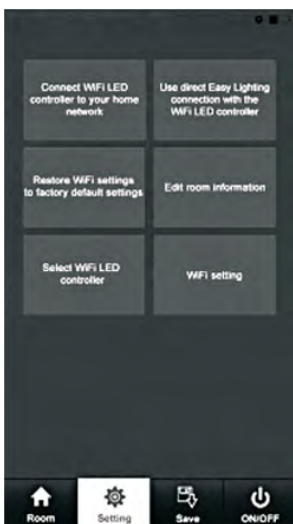 Connect WiFi LED
controller to your home
network
Use direct Easy Lighting
connection with the
WiFi LED controller
Restore WiFi settings
to factory default settings
Edit room information
Select WiFi LED
controller
WiFi setting
Room
Setting
Save
ON/OFF